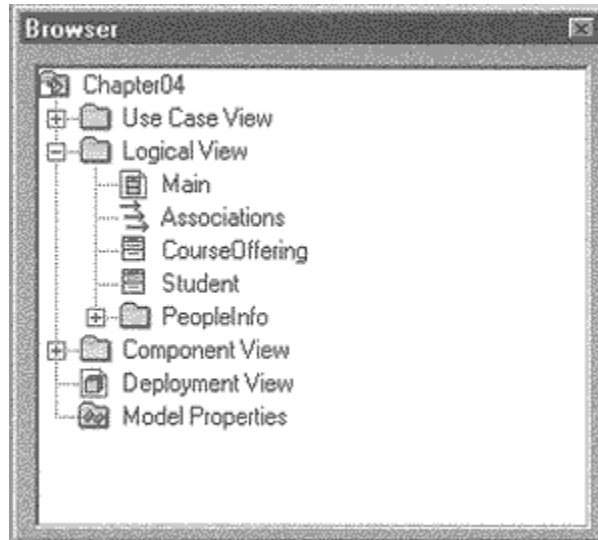 Browser
Chapter04
Use Case View
Logical View
Main
Associations
CourseOffering
Student
PeopleInfo
Component View
Deployment View
Model Properties